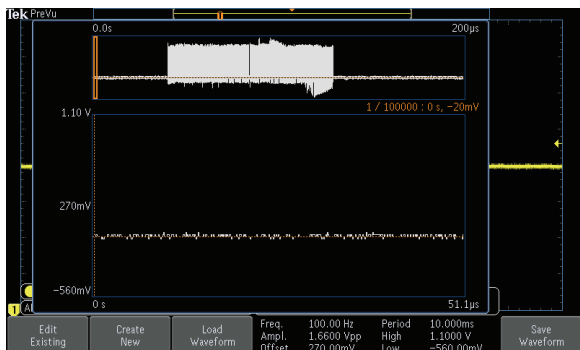 Tek PreVu
0.0s 200µs
1 / 100000 : 0 s, -20mV
1.10 V
270mV
-560mV
0 s 51.1µs
1
Edit Existing
Create New
Load Waveform
Freq. 100.00 Hz Period 10.000ms
Ampl. 1.6600 Vpp High 1.1000 V
Offset 270.00mV Low -560.00mV
Save Waveform